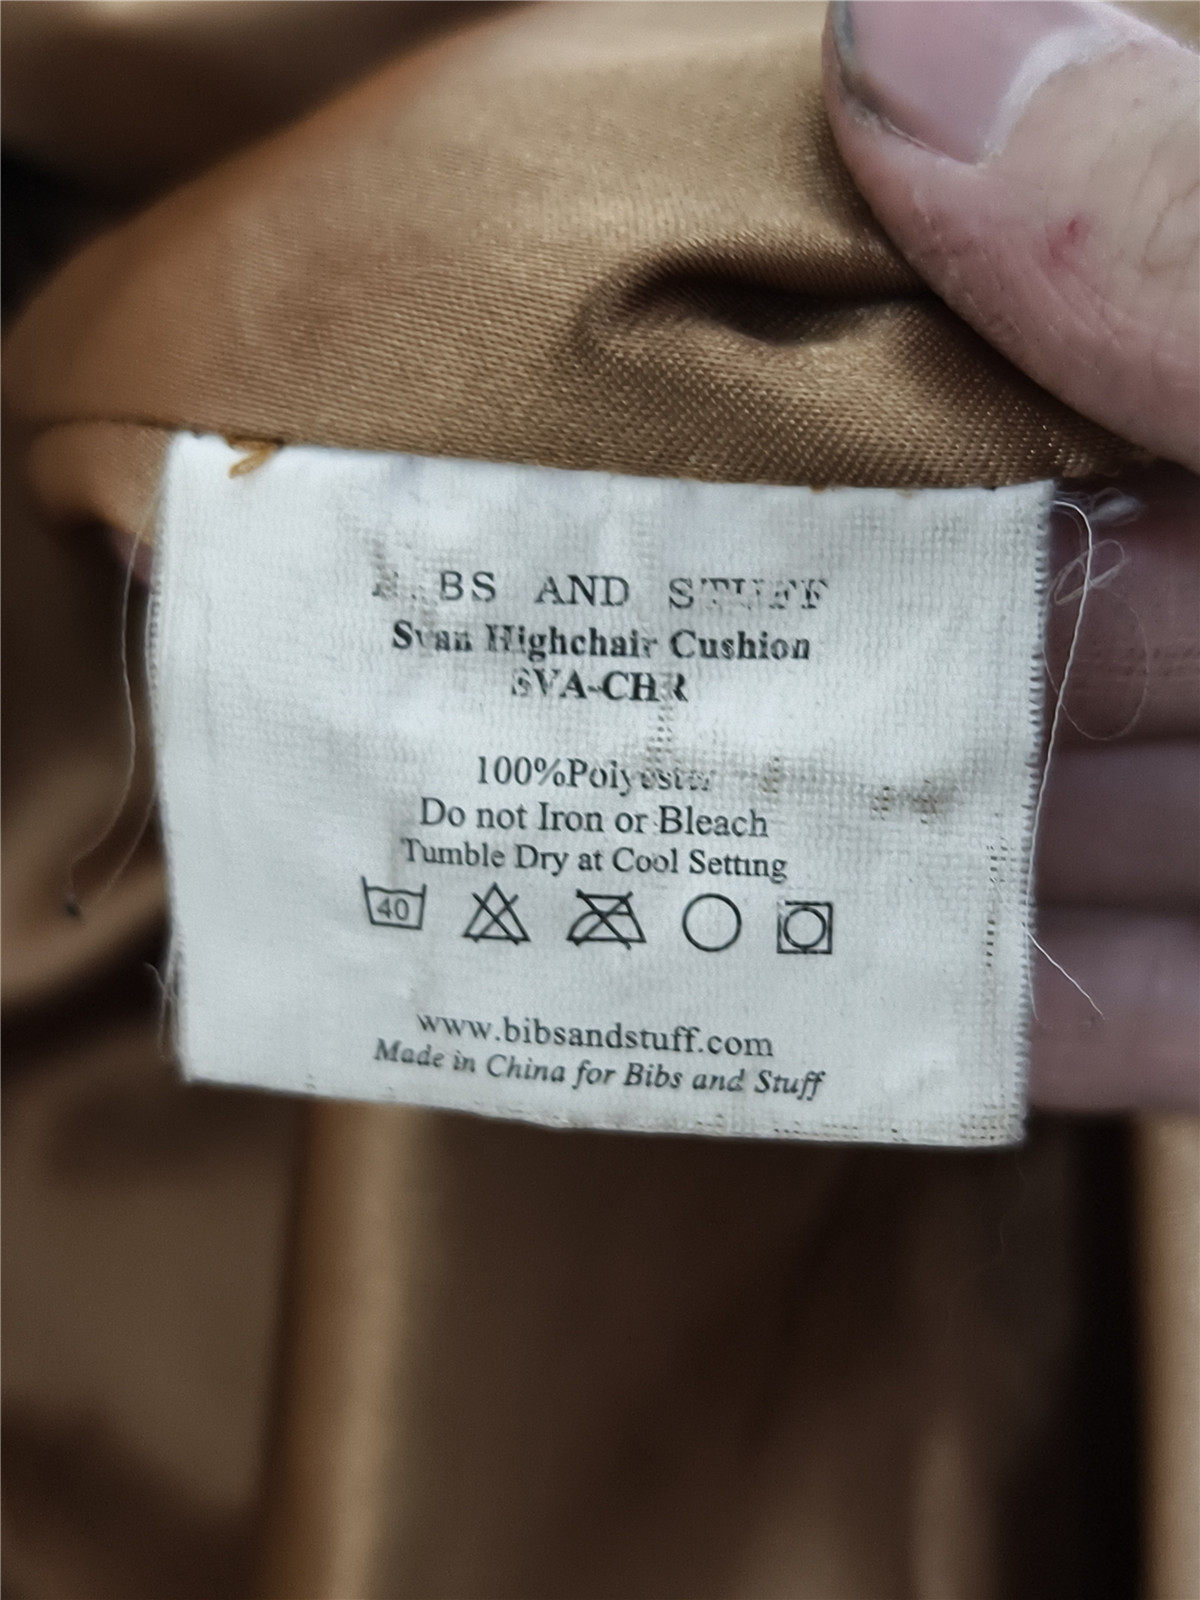 BIBS AND STUFF
Svan Highchair Cushion
SVA-CHR
100%Polyester
Do not Iron or Bleach
Tumble Dry at Cool Setting
40
www.bibsandstuff.com
Made in China for Bibs and Stuff